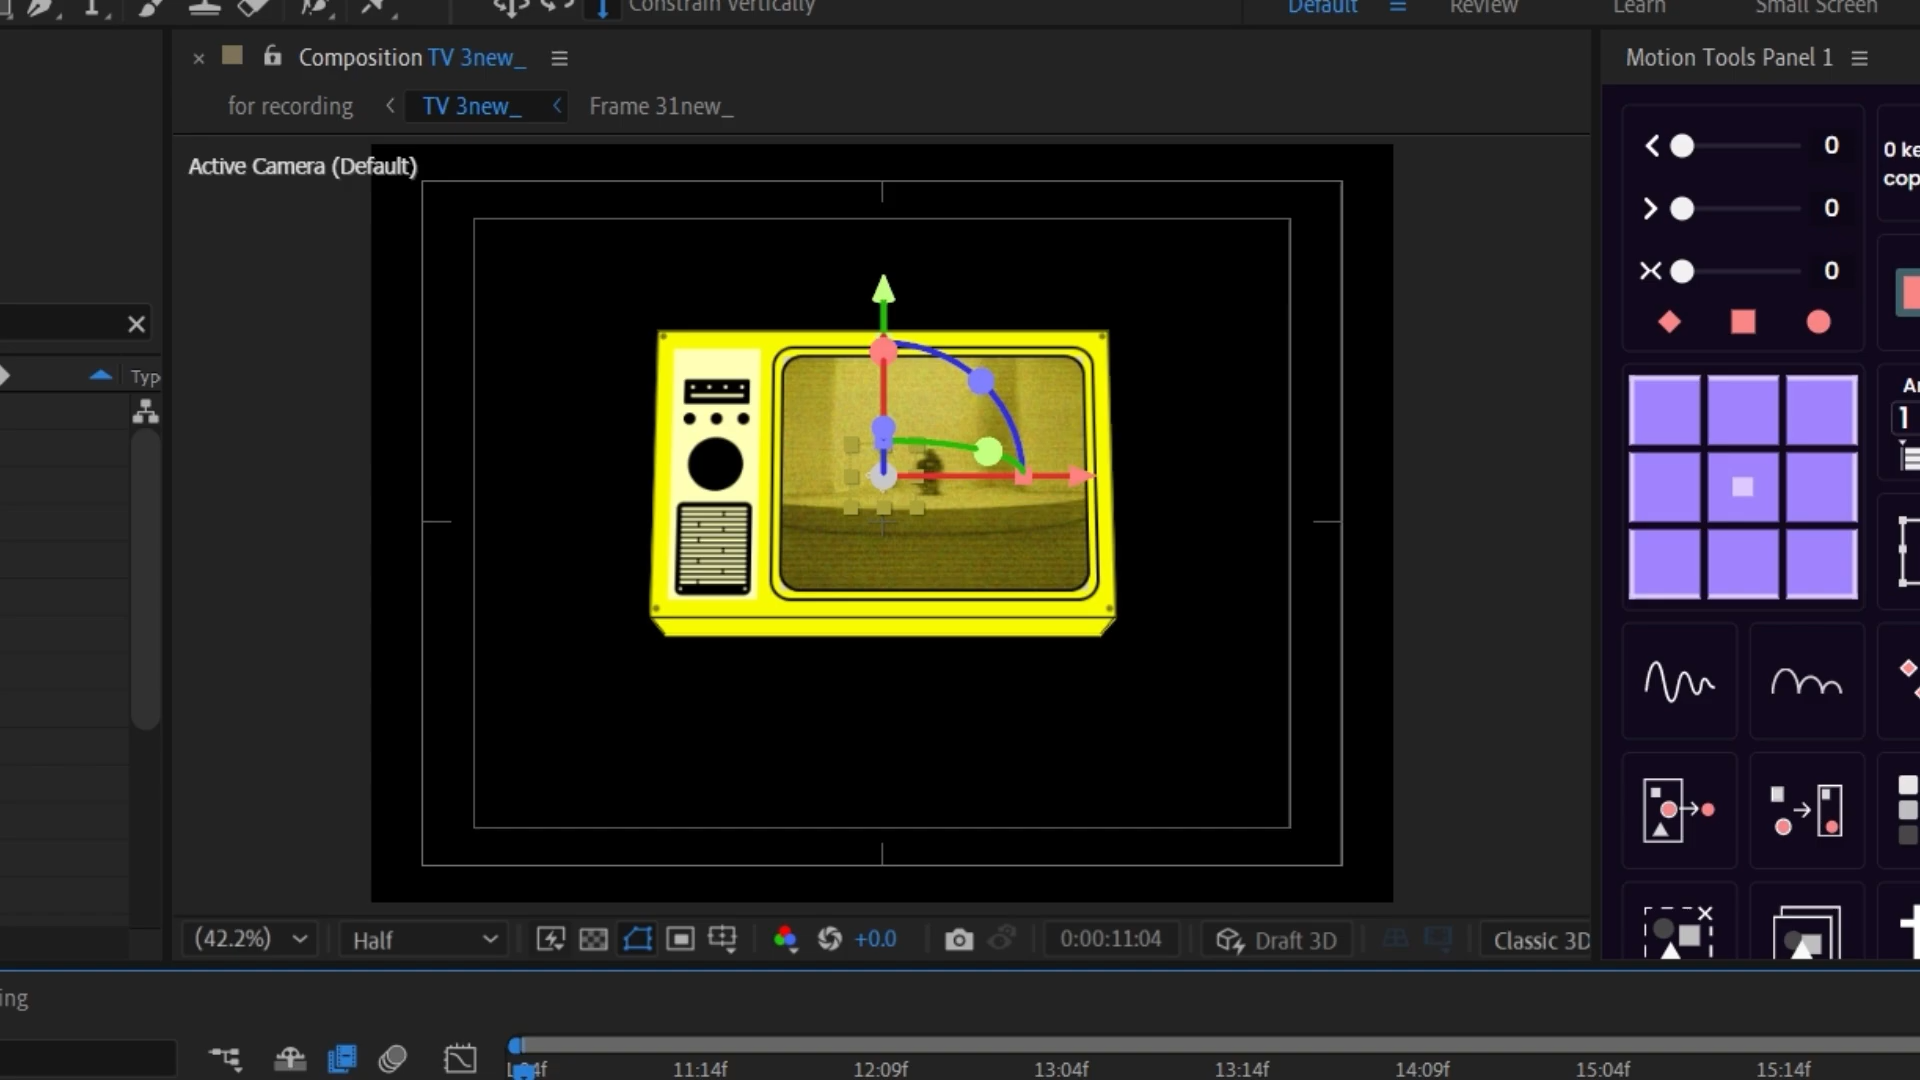 Constrain Vertically
Default
Review
Learn
Small Screen
Composition TV 3new_
Motion Tools Panel 1
for recording
TV 3new_
Frame 31new_
Active Camera (Default)
0
0
0
0 ke
cop
Typ
1
(42.2%)
Half
+0.0
0:00:11:04
Draft 3D
Classic 3D
ing
11:14f
12:09f
13:04f
13:14f
14:09f
15:04f
15:14f